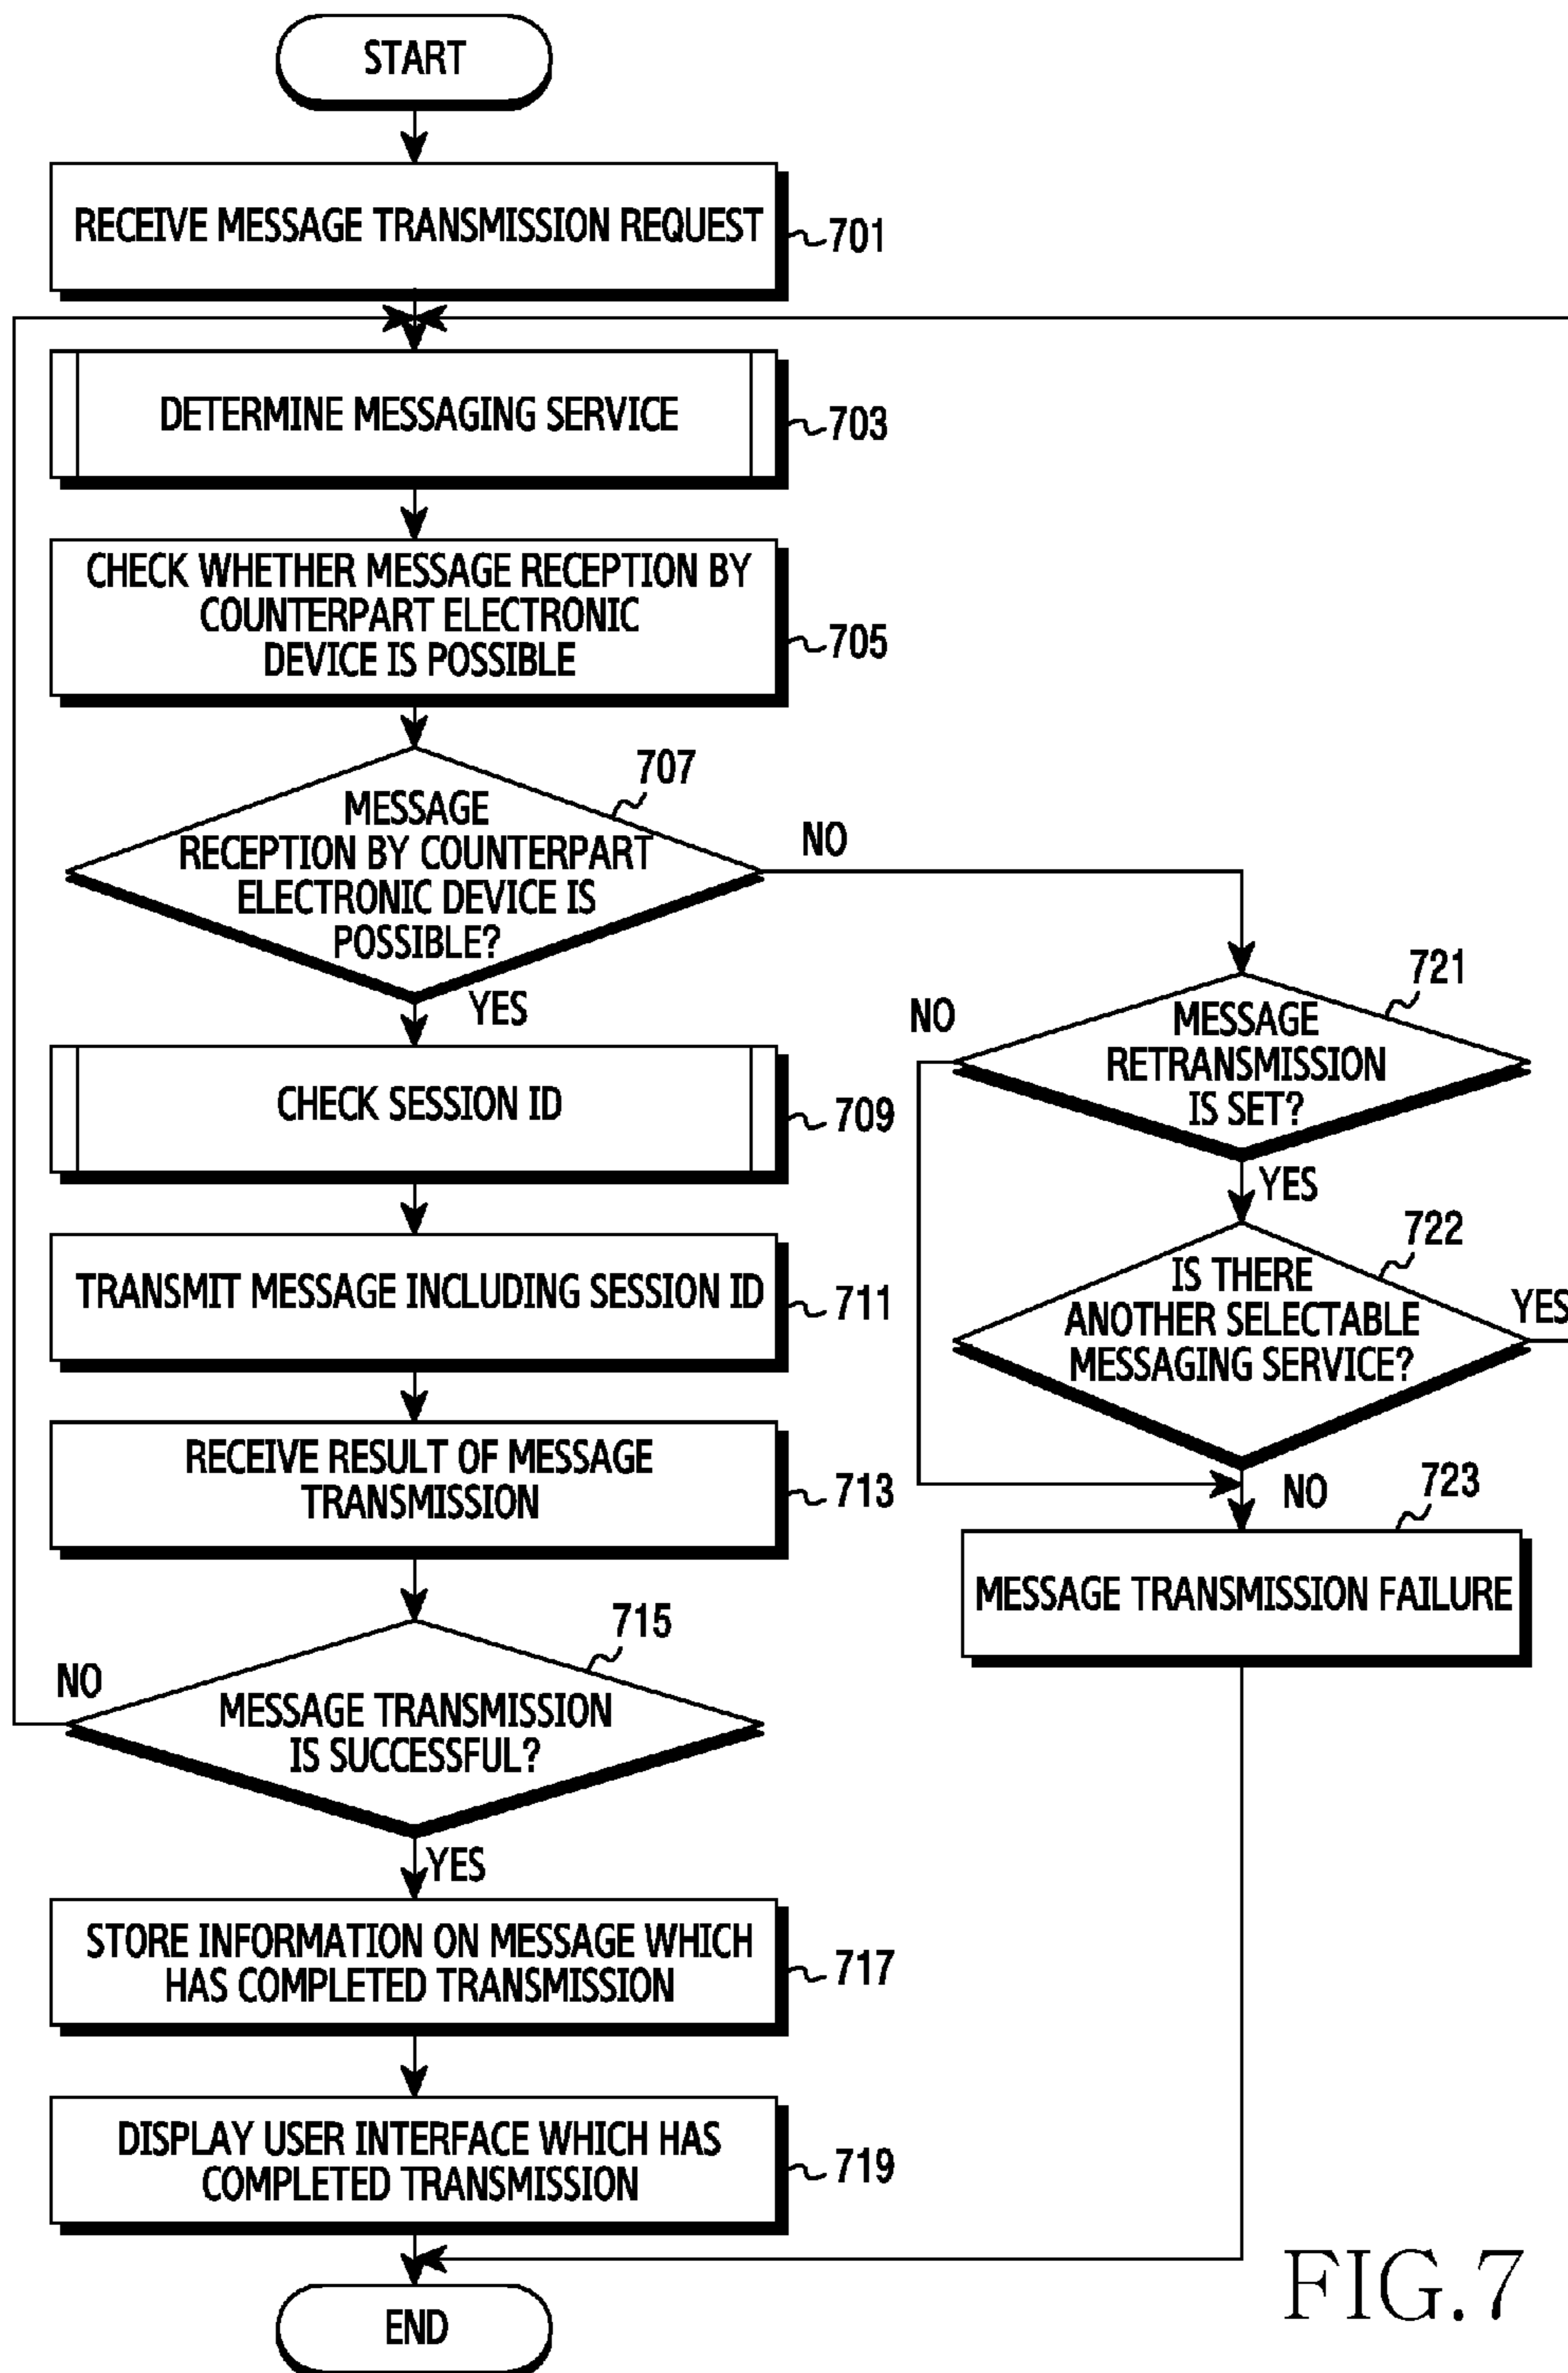 START
RECEIVE MESSAGE TRANSMISSION REQUEST
701
DETERMINE MESSAGING SERVICE
703
CHECK WHETHER MESSAGE RECEPTION BY
COUNTERPART ELECTRONIC
DEVICE IS POSSIBLE
705
707
MESSAGE
RECEPTION BY COUNTERPART
ELECTRONIC DEVICE IS
POSSIBLE?
NO
YES
CHECK SESSION ID
709
TRANSMIT MESSAGE INCLUDING SESSION ID
711
RECEIVE RESULT OF MESSAGE
TRANSMISSION
713
715
NO
MESSAGE TRANSMISSION
IS SUCCESSFUL?
YES
STORE INFORMATION ON MESSAGE WHICH
HAS COMPLETED TRANSMISSION
717
DISPLAY USER INTERFACE WHICH HAS
COMPLETED TRANSMISSION
719
END
721
NO
MESSAGE
RETRANSMISSION
IS SET?
YES
722
IS THERE
ANOTHER SELECTABLE
MESSAGING SERVICE?
YES
NO
723
MESSAGE TRANSMISSION FAILURE
FIG.7